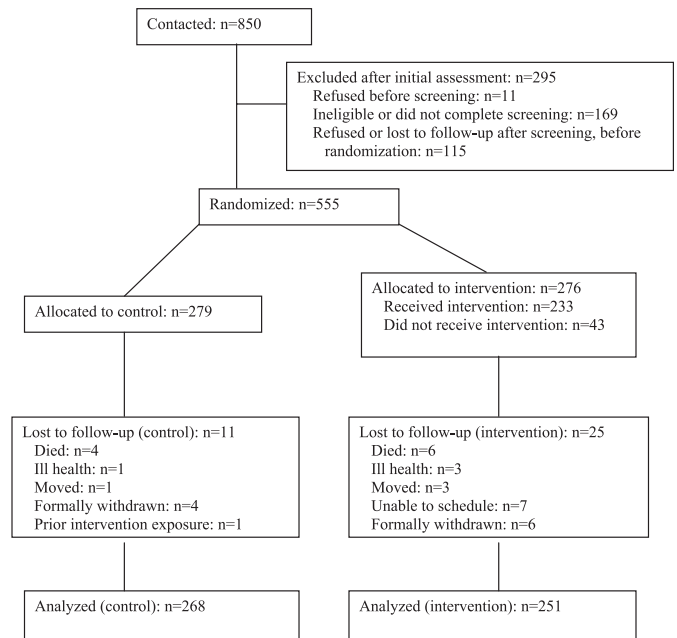 Contacted: n=850
Excluded after initial assessment: n=295
Refused before screening: n=11
Ineligible or did not complete screening: n=169
Refused or lost to follow-up after screening, before
randomization: n=115
Randomized: n=555
Allocated to control: n=279
Allocated to intervention: n=276
Received intervention: n=233
Did not receive intervention: n=43
Lost to follow-up (control): n=11
Died: n=4
Ill health: n=1
Moved: n=1
Formally withdrawn: n=4
Prior intervention exposure: n=1
Lost to follow-up (intervention): n=25
Died: n=6
Ill health: n=3
Moved: n=3
Unable to schedule: n=7
Formally withdrawn: n=6
Analyzed (control): n=268
Analyzed (intervention): n=251